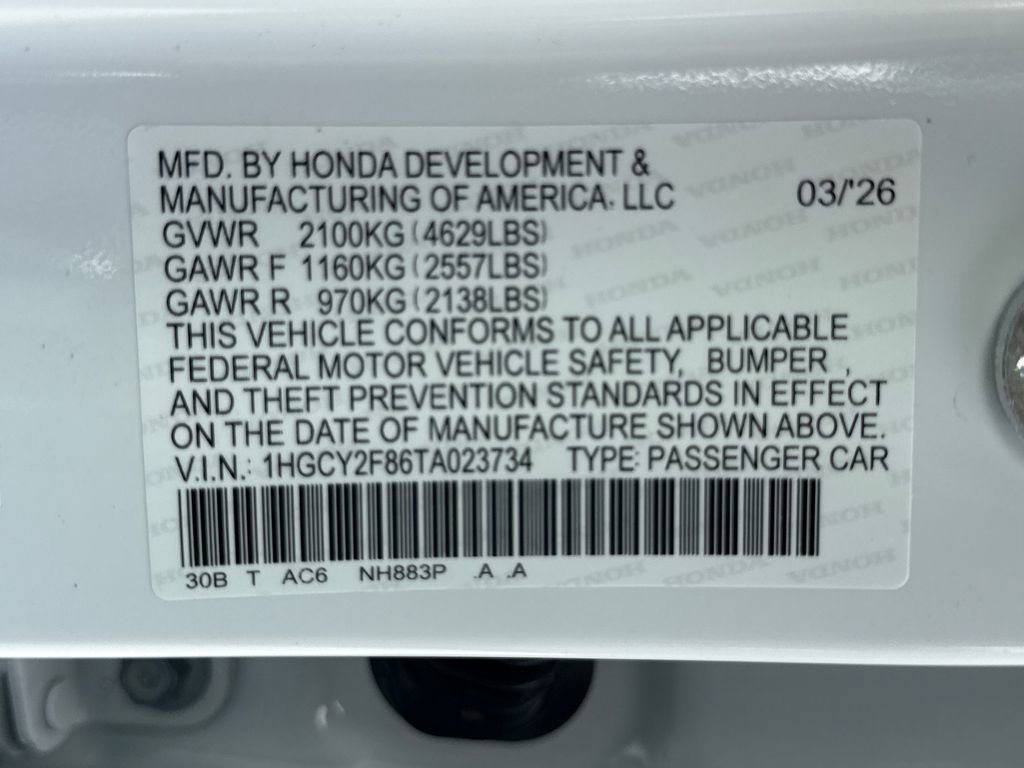 MFD. BY HONDA DEVELOPMENT &
MANUFACTURING OF AMERICA, LLC 03/'26
GVWR 2100KG (4629LBS)
GAWR F 1160KG (2557LBS)
GAWR R 970KG (2138LBS)
THIS VEHICLE CONFORMS TO ALL APPLICABLE
FEDERAL MOTOR VEHICLE SAFETY, BUMPER ,
AND THEFT PREVENTION STANDARDS IN EFFECT
ON THE DATE OF MANUFACTURE SHOWN ABOVE.
V.I.N.: 1HGCY2F86TA023734 TYPE: PASSENGER CAR
30B T AC6 NH883P .A .A